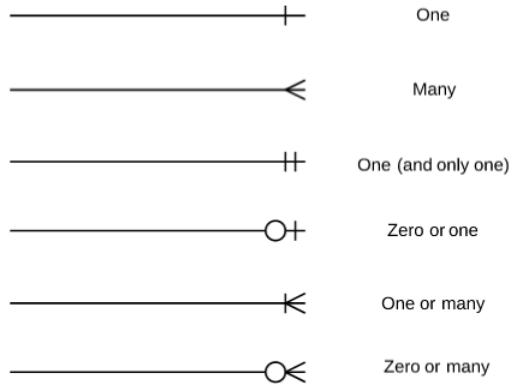 One
Many
One (and only one)
Zero or one
One or many
Zero or many